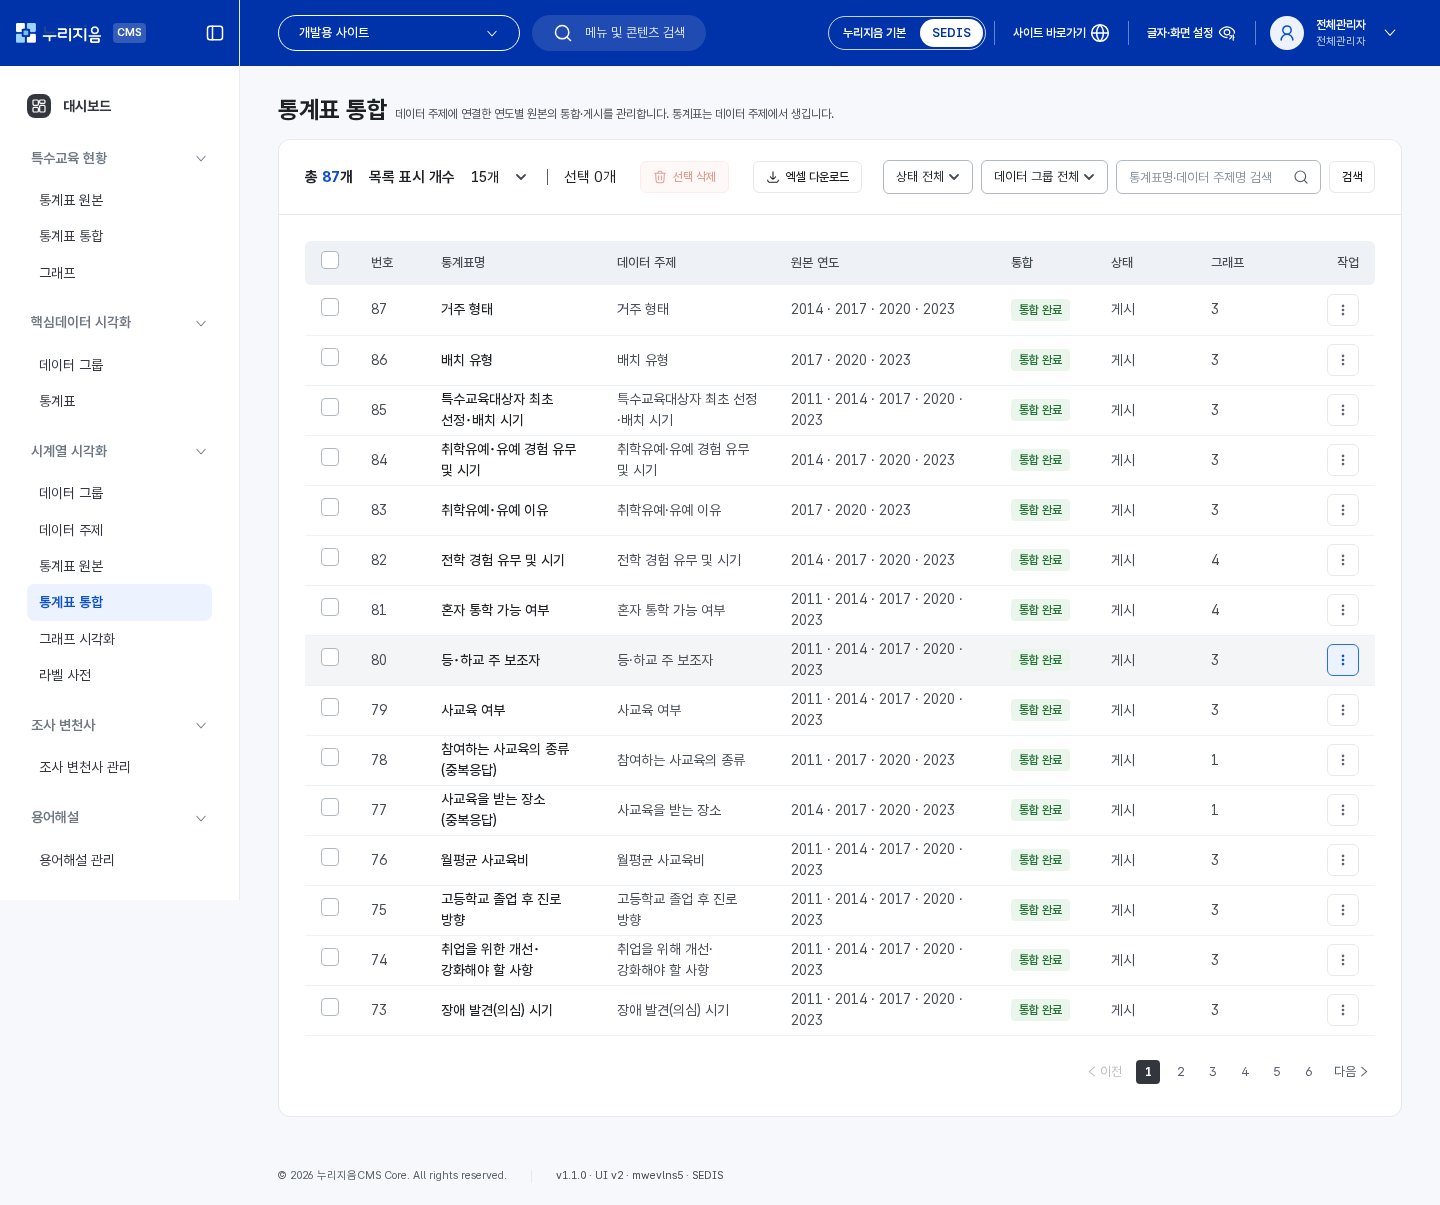 누리지음 CMS
개발용 사이트
메뉴 및 콘텐츠 검색
누리지음 기본 SEDIS
사이트 바로가기
글자·화면 설정
전체관리자
전체관리자
대시보드
특수교육 현황
통계표 원본
통계표 통합
그래프
핵심데이터 시각화
데이터 그룹
통계표
시계열 시각화
데이터 그룹
데이터 주제
통계표 원본
통계표 통합
그래프 시각화
라벨 사전
조사 변천사
조사 변천사 관리
용어해설
용어해설 관리
통계표 통합 데이터 주제에 연결한 연도별 원본의 통합·게시를 관리합니다. 통계표는 데이터 주제에서 생깁니다.
총 87개 목록 표시 개수 15개 선택 0개 선택 삭제 엑셀 다운로드 상태 전체 데이터 그룹 전체 통계표명·데이터 주제명 검색 검색
번호 통계표명 데이터 주제 원본 연도 통합 상태 그래프 작업
87 거주 형태 거주 형태 2014 · 2017 · 2020 · 2023 통합 완료 게시 3
86 배치 유형 배치 유형 2017 · 2020 · 2023 통합 완료 게시 3
85 특수교육대상자 최초 특수교육대상자 최초 선정 2011 · 2014 · 2017 · 2020 · 통합 완료 게시 3
선정·배치 시기 ·배치 시기 2023
84 취학유예·유예 경험 유무 취학유예·유예 경험 유무 2014 · 2017 · 2020 · 2023 통합 완료 게시 3
및 시기 및 시기
83 취학유예·유예 이유 취학유예·유예 이유 2017 · 2020 · 2023 통합 완료 게시 3
82 전학 경험 유무 및 시기 전학 경험 유무 및 시기 2014 · 2017 · 2020 · 2023 통합 완료 게시 4
81 혼자 통학 가능 여부 혼자 통학 가능 여부 2011 · 2014 · 2017 · 2020 · 통합 완료 게시 4
2023
80 등·하교 주 보조자 등·하교 주 보조자 2011 · 2014 · 2017 · 2020 · 통합 완료 게시 3
2023
79 사교육 여부 사교육 여부 2011 · 2014 · 2017 · 2020 · 통합 완료 게시 3
2023
78 참여하는 사교육의 종류 참여하는 사교육의 종류 2011 · 2017 · 2020 · 2023 통합 완료 게시 1
(중복응답)
77 사교육을 받는 장소 사교육을 받는 장소 2014 · 2017 · 2020 · 2023 통합 완료 게시 1
(중복응답)
76 월평균 사교육비 월평균 사교육비 2011 · 2014 · 2017 · 2020 · 통합 완료 게시 3
2023
75 고등학교 졸업 후 진로 고등학교 졸업 후 진로 2011 · 2014 · 2017 · 2020 · 통합 완료 게시 3
방향 방향 2023
74 취업을 위한 개선· 취업을 위해 개선· 2011 · 2014 · 2017 · 2020 · 통합 완료 게시 3
강화해야 할 사항 강화해야 할 사항 2023
73 장애 발견(의심) 시기 장애 발견(의심) 시기 2011 · 2014 · 2017 · 2020 · 통합 완료 게시 3
2023
이전 1 2 3 4 5 6 다음
© 2026 누리지음CMS Core. All rights reserved. v1.1.0 · UI v2 · mwevlns5 · SEDIS